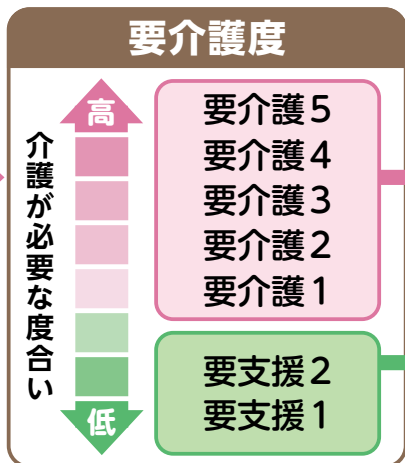 要介護度
介護が必要な度合い
高
低
要介護5
要介護4
要介護3
要介護2
要介護1
要支援2
要支援1